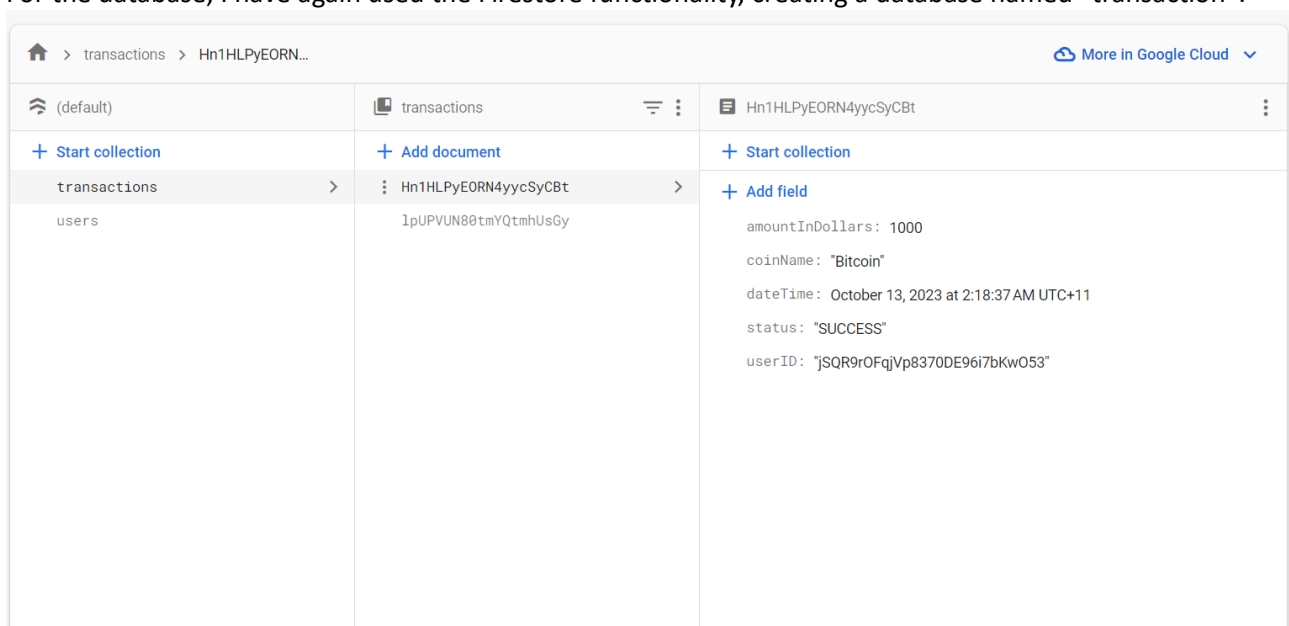 For the database, I have again used the Firestore functionality, creating a database named "transaction".
transactions > Hn1HLPyEORN...
More in Google Cloud
(default)
transactions
Hn1HLPyEORN4yycSyCBt
+ Start collection
+ Add document
+ Start collection
transactions
Hn1HLPyEORN4yycSyCBt
+ Add field
users
lpUPVUN80tmYQtmhUsGy
amountInDollars: 1000
coinName: "Bitcoin"
dateTime: October 13, 2023 at 2:18:37 AM UTC+11
status: "SUCCESS"
userID: "jSQR9rOFqjVp8370DE96i7bKwO53"